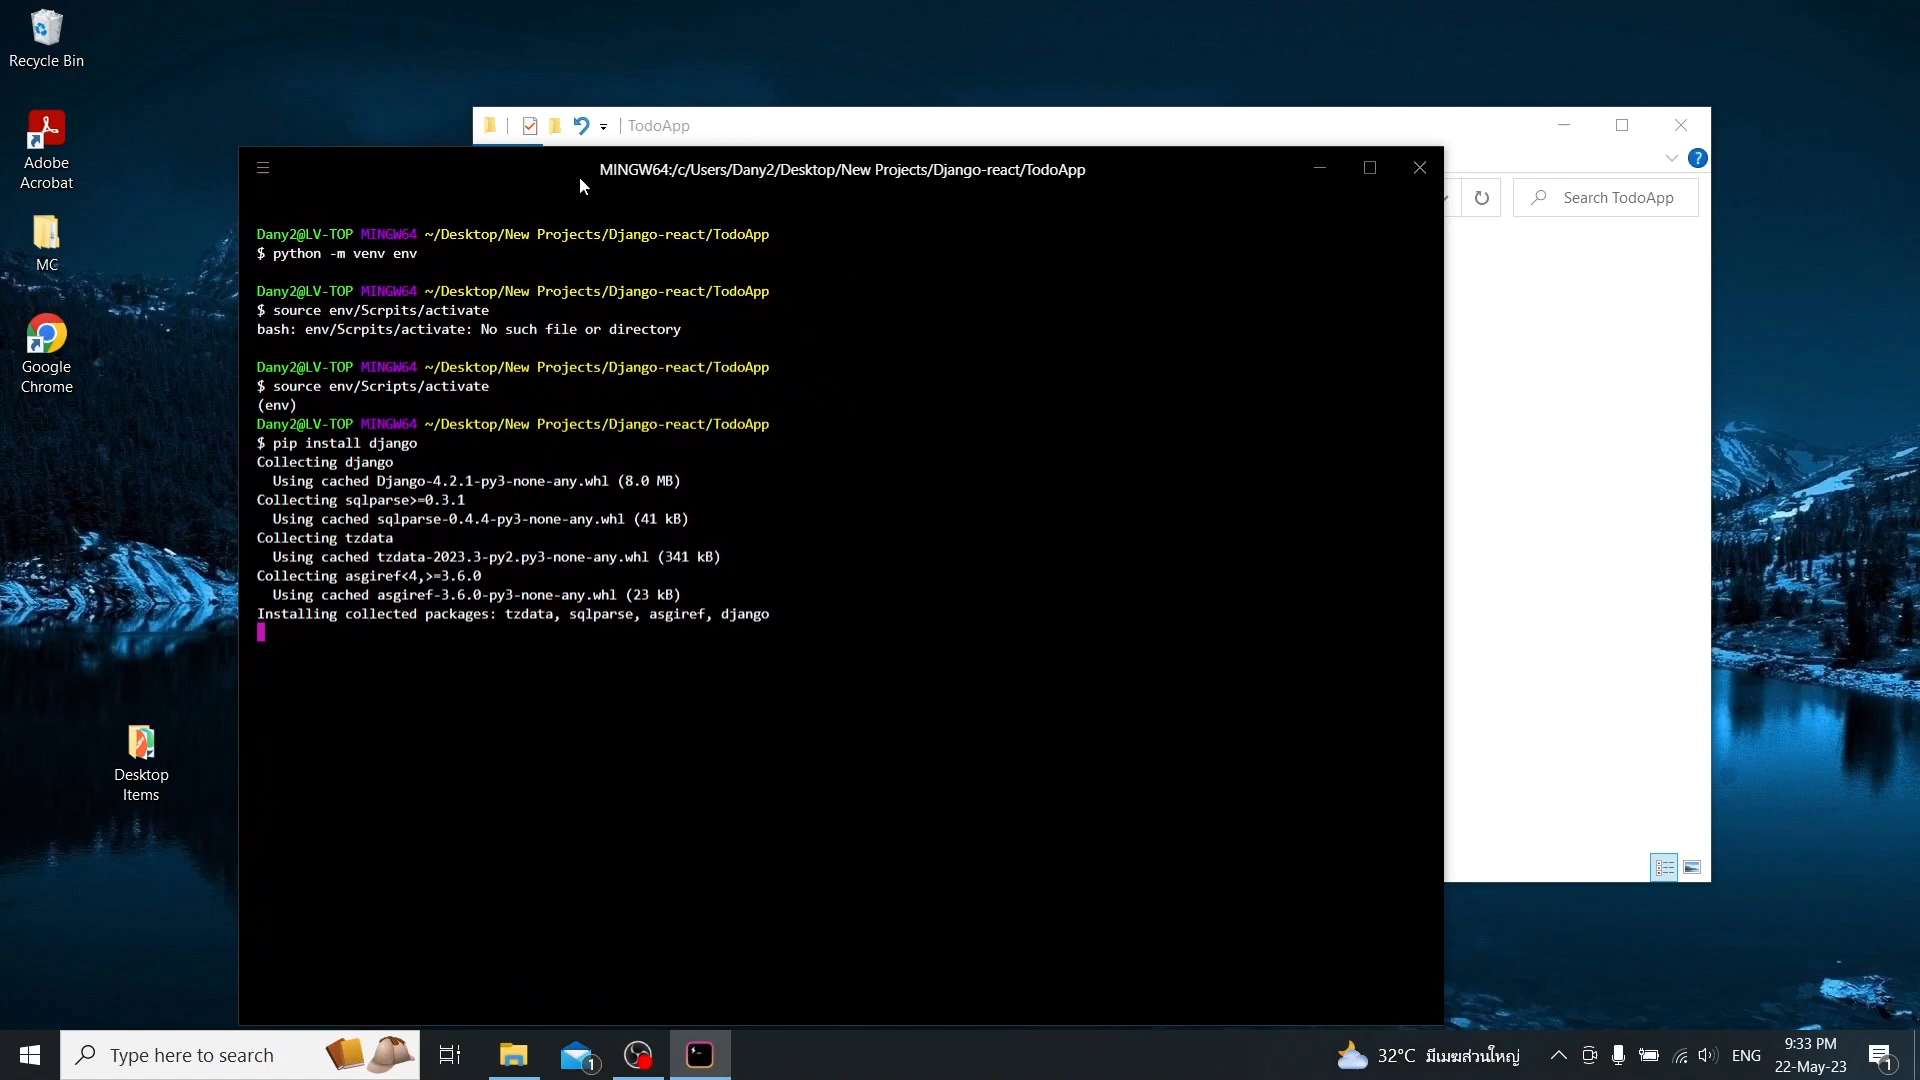 Recycle Bin
Adobe
Acrobat
MC
Google
Chrome
Desktop
Items
TodoApp
?
Search TodoApp
MINGW64:/c/Users/Dany2/Desktop/New Projects/Django-react/TodoApp
Dany2@LV-TOP MINGW64 ~/Desktop/New Projects/Django-react/TodoApp
$ python -m venv env
Dany2@LV-TOP MINGW64 ~/Desktop/New Projects/Django-react/TodoApp
$ source env/Scrpits/activate
bash: env/Scrpits/activate: No such file or directory
Dany2@LV-TOP MINGW64 ~/Desktop/New Projects/Django-react/TodoApp
$ source env/Scripts/activate
(env)
Dany2@LV-TOP MINGW64 ~/Desktop/New Projects/Django-react/TodoApp
$ pip install django
Collecting django
  Using cached Django-4.2.1-py3-none-any.whl (8.0 MB)
Collecting sqlparse>=0.3.1
  Using cached sqlparse-0.4.4-py3-none-any.whl (41 kB)
Collecting tzdata
  Using cached tzdata-2023.3-py2.py3-none-any.whl (341 kB)
Collecting asgiref<4,>=3.6.0
  Using cached asgiref-3.6.0-py3-none-any.whl (23 kB)
Installing collected packages: tzdata, sqlparse, asgiref, django
Type here to search
1
32°C มีเมฆส่วนใหญ่
ENG
9:33 PM
22-May-23
1